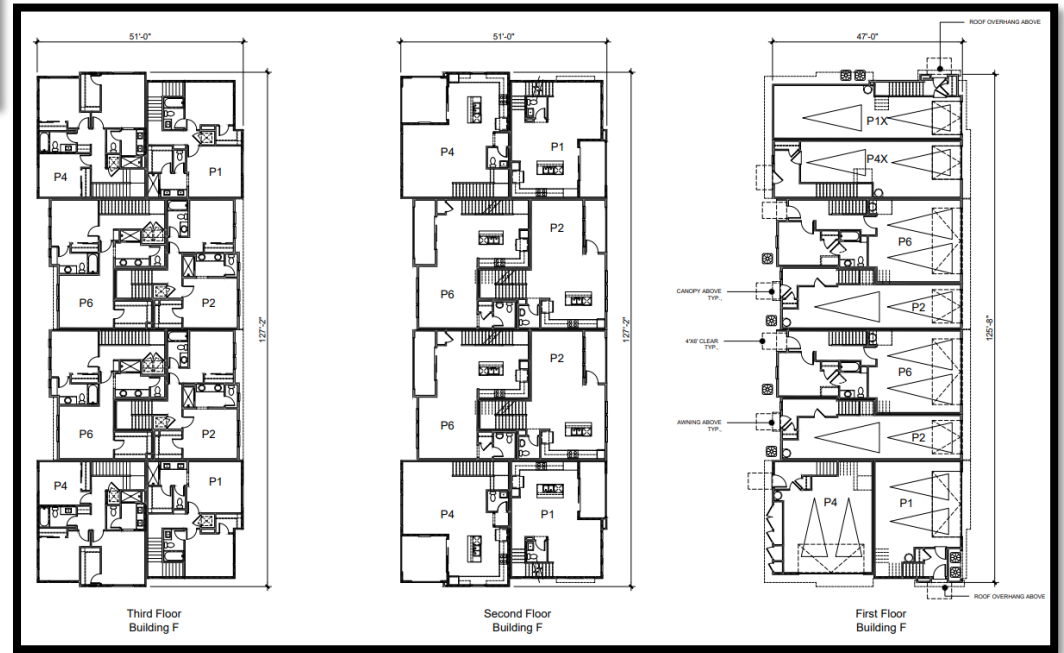 ROOF OVERHANG ABOVE
51'-0"
51'-0"
47'-0"
P4
P1
P6
P2
P6
P2
P4
P1
127'-2"
Third Floor
Building F
P4
P1
P2
P6
P2
P6
P4
P1
127'-2"
Second Floor
Building F
P1X
P4X
P6
CANOPY ABOVE
TYP.,
P2
4'X6' CLEAR
TYP.,
P6
AWNING ABOVE
TYP.,
P2
P4
P1
125'-8"
ROOF OVERHANG ABOVE
First Floor
Building F